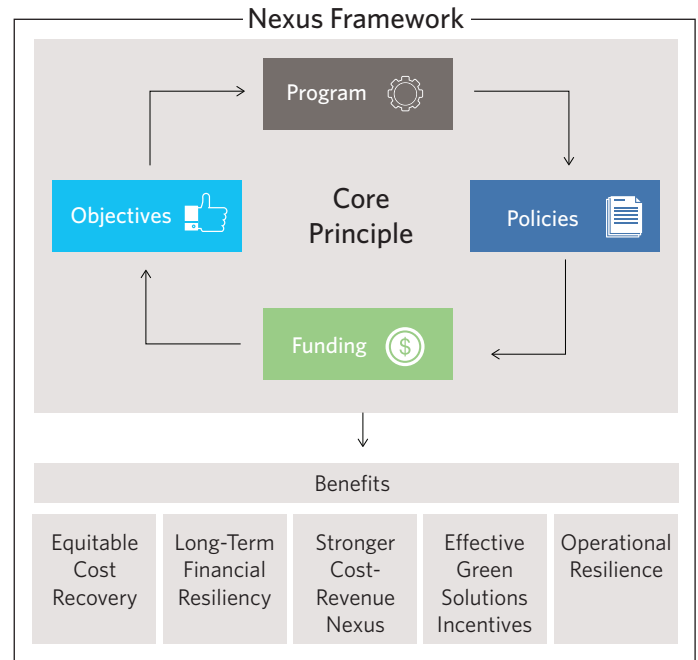 Nexus Framework
Program
Objectives
Core
Principle
Policies
Funding
$
Benefits
Equitable
Cost
Recovery
Long-Term
Financial
Resiliency
Stronger
Cost-
Revenue
Nexus
Effective
Green
Solutions
Incentives
Operational
Resilience